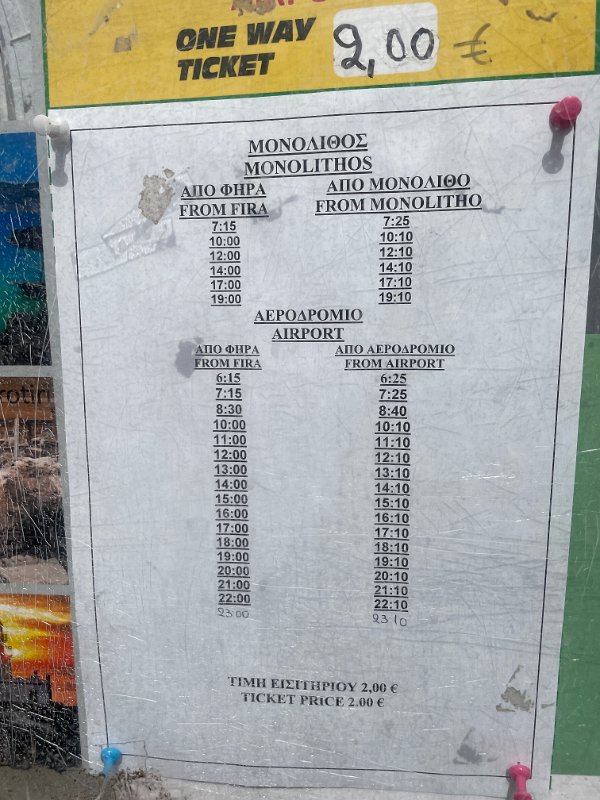 ONE WAY
TICKET
2,00 €
ΜΟΝΟΛΙΘΟΣ
MONOLITHOS
ΑΠΟ ΦΗΡΑ
FROM FIRA
7:15
10:00
12:00
14:00
17:00
19:00
ΑΠΟ ΜΟΝΟΛΙΘΟ
FROM MONOLITHO
7:25
10:10
12:10
14:10
17:10
19:10
ΑΕΡΟΔΡΟΜΙΟ
AIRPORT
ΑΠΟ ΦΗΡΑ
FROM FIRA
6:15
7:15
8:30
10:00
11:00
12:00
13:00
14:00
15:00
16:00
17:00
18:00
19:00
20:00
21:00
22:00
23:00
ΑΠΟ ΑΕΡΟΔΡΟΜΙΟ
FROM AIRPORT
6:25
7:25
8:40
10:10
11:10
12:10
13:10
14:10
15:10
16:10
17:10
18:10
19:10
20:10
21:10
22:10
23 10
ΤΙΜΗ ΕΙΣΙΤΗΡΙΟΥ 2,00 €
TICKET PRICE 2.00 €